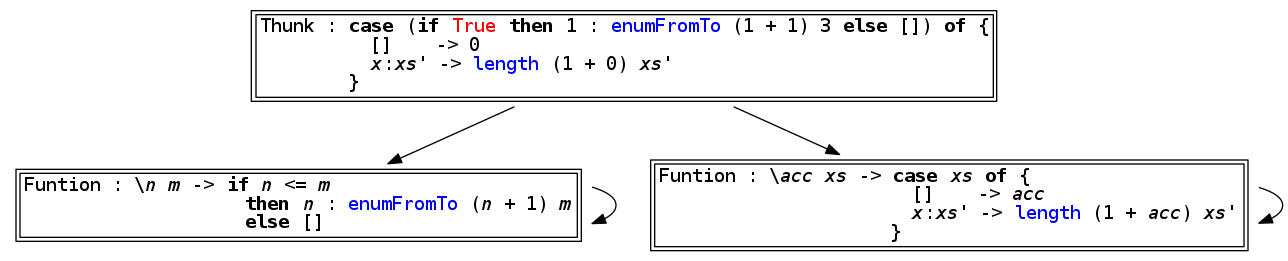 Thunk : case (if True then 1 : enumFromTo (1 + 1) 3 else []) of {
[] -> 0
x:xs' -> length (1 + 0) xs'
}
Funtion : \n m -> if n <= m
then n : enumFromTo (n + 1) m
else []
Funtion : \acc xs -> case xs of {
[] -> acc
x:xs' -> length (1 + acc) xs'
}